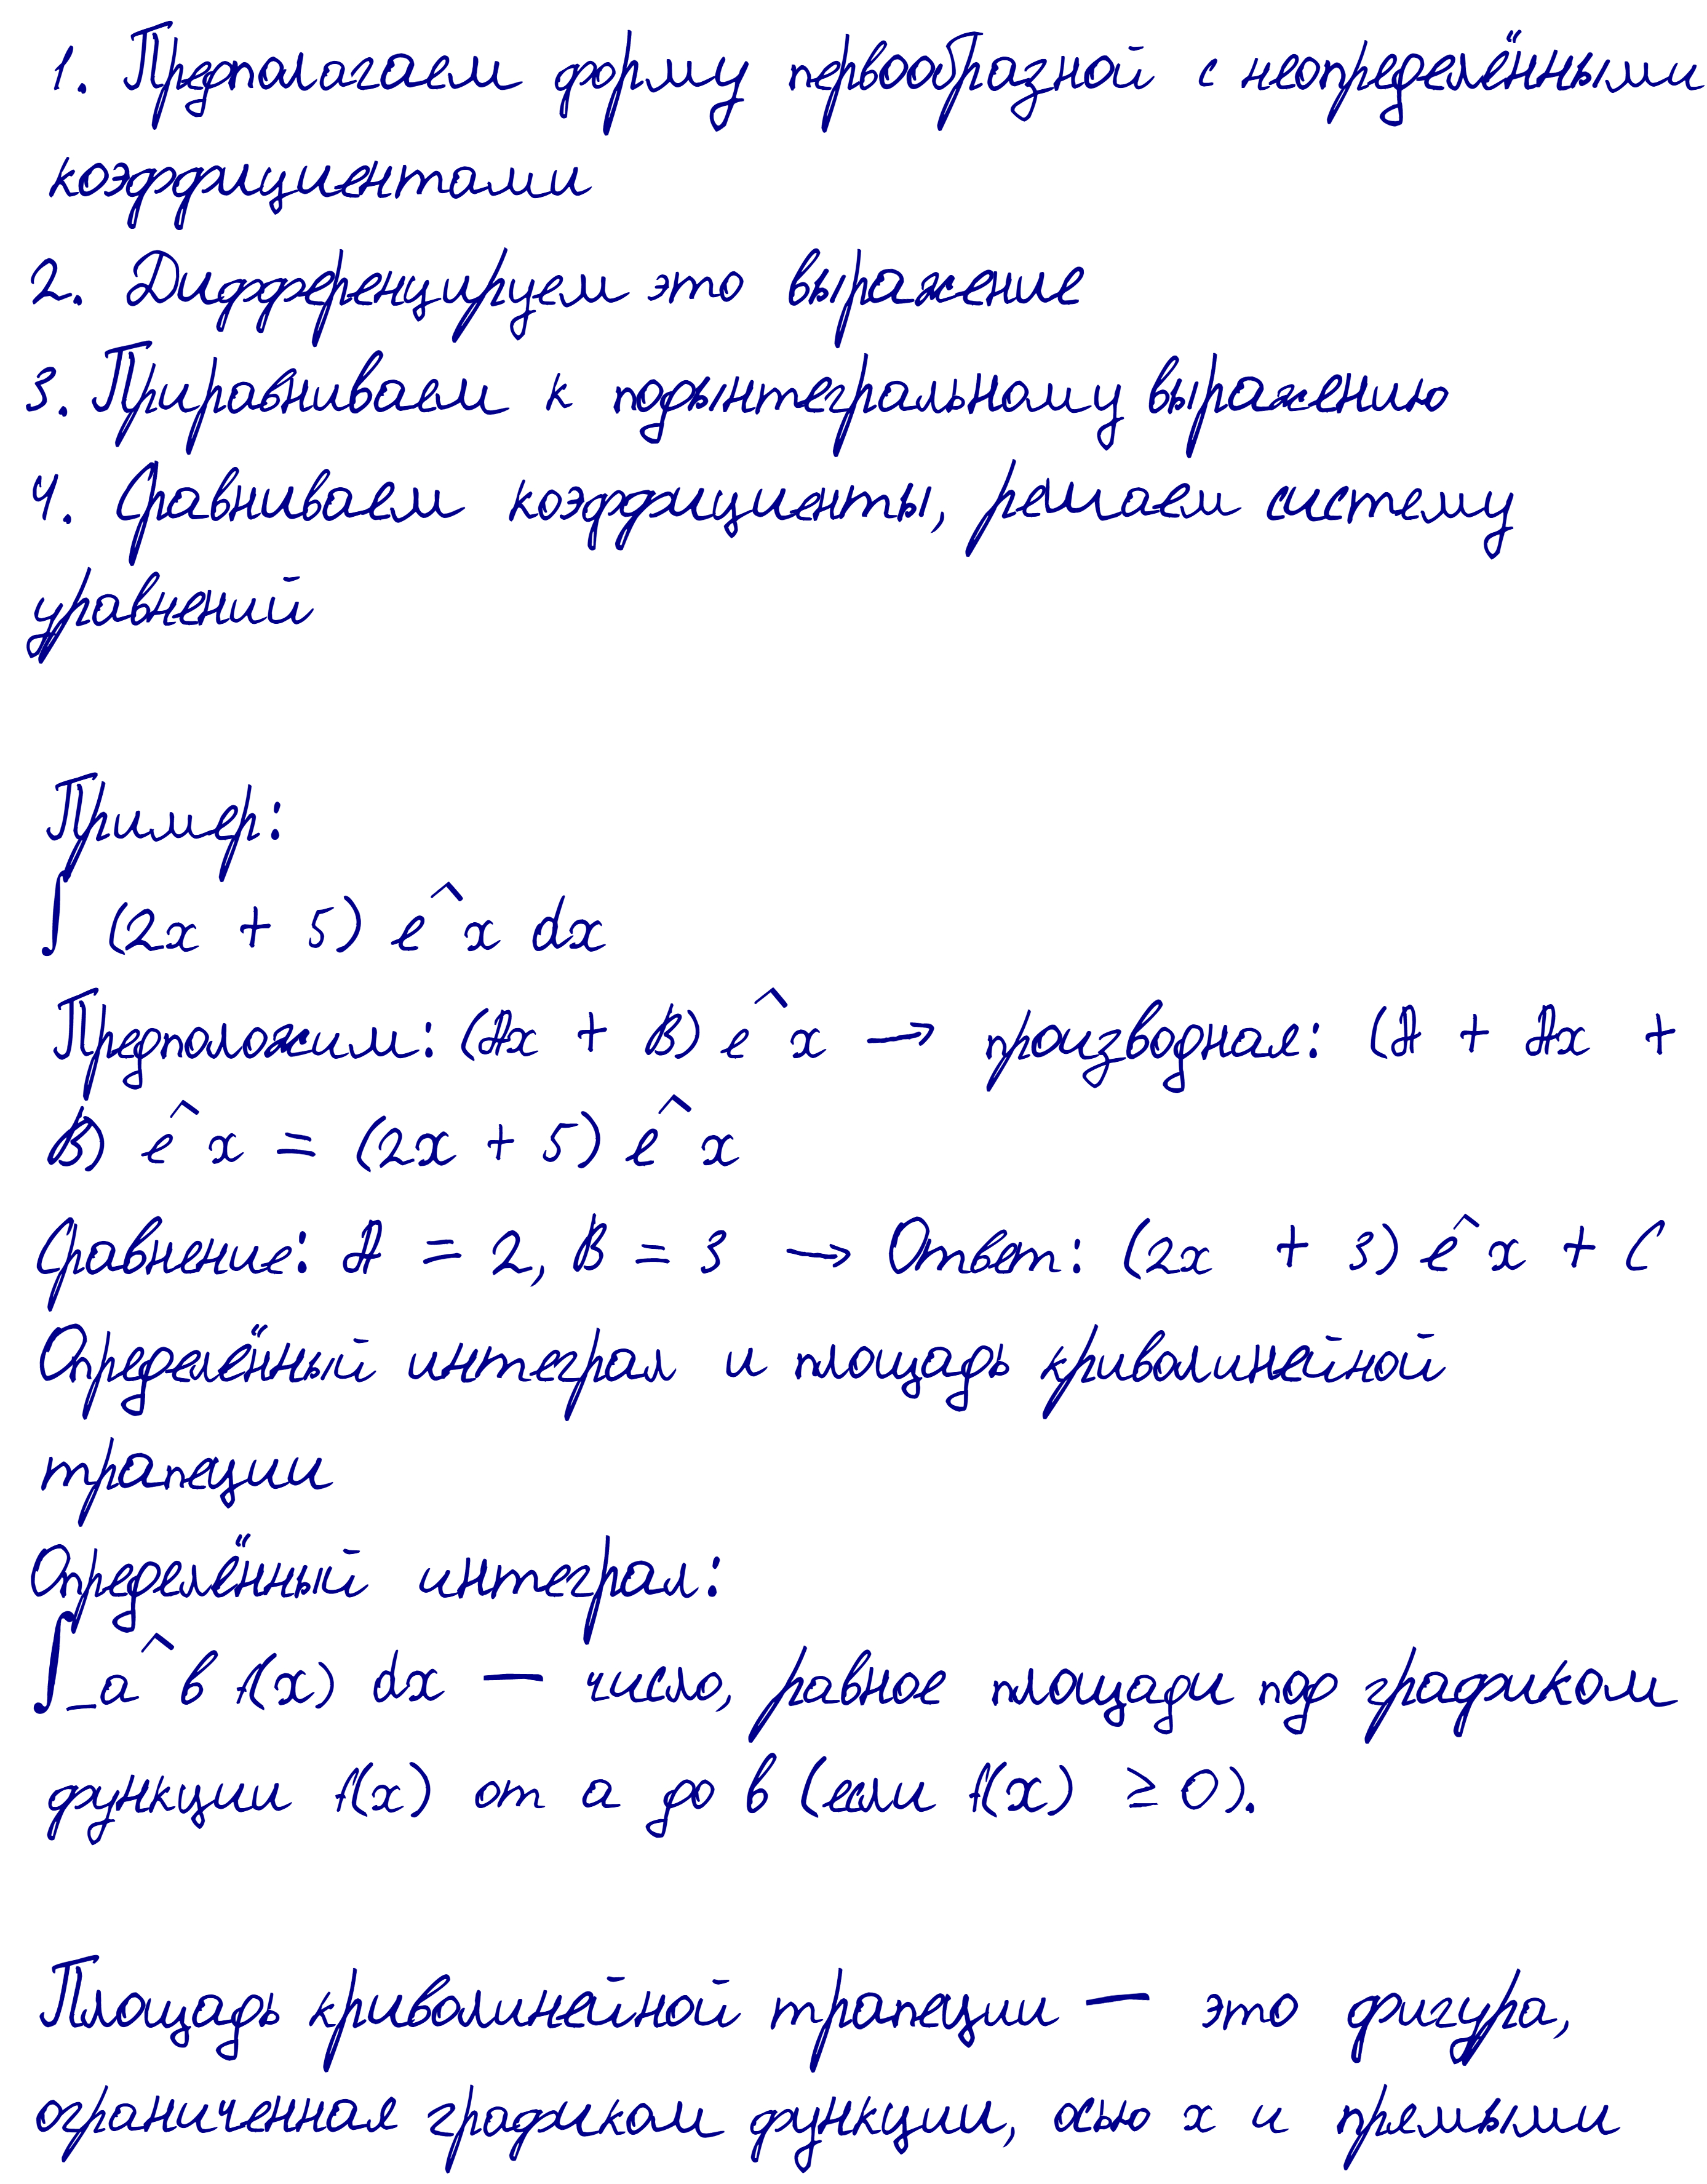 1. Предполагаем форму первообразной с неопределёнными
коэффициентами
2. Дифференцируем это выражение
3. Приравниваем к подынтегральному выражению
4. Сравниваем коэффициенты, решаем систему
уравнений
Пример:
∫ (2x + 5) e^x dx
Предположим: (Ax + B) e^x → производная: (A + Ax +
B) e^x = (2x + 5) e^x
Сравнение: A = 2, B = 3 → Ответ: (2x + 3) e^x + C
Определённый интеграл и площадь криволинейной
трапеции
Определённый интеграл:
∫_a^в f(x) dx — число, равное площади под графиком
функции f(x) от a до в (если f(x) ≥ 0).
Площадь криволинейной трапеции — это фигура,
ограниченная графиком функции, осью x и прямыми